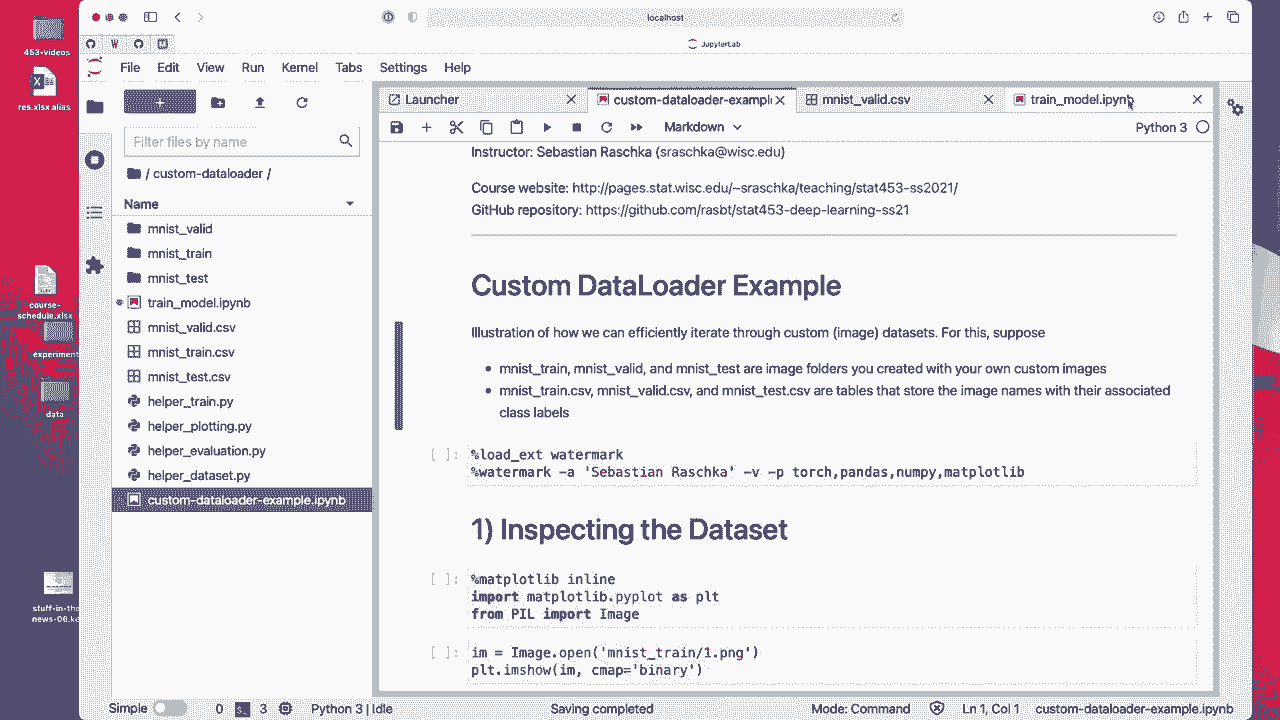 localhost
JupyterLab
File Edit View Run Kernel Tabs Settings Help
453-videos
res.xlsx alias
course-schedule.xlsx
experiment
data
stuff-in-the
+
Filter files by name
/ custom-dataloader /
Name
mnist_valid
mnist_train
mnist_test
train_model.ipynb
mnist_valid.csv
mnist_train.csv
mnist_test.csv
helper_train.py
helper_plotting.py
helper_evaluation.py
helper_dataset.py
custom-dataloader-example.ipynb
Launcher
custom-dataloader-exampl
mnist_valid.csv
train_model.ipynb
Markdown
Python 3
Instructor: Sebastian Raschka (sraschka@wisc.edu)
Course website: http://pages.stat.wisc.edu/~sraschka/teaching/stat453-ss2021/
GitHub repository: https://github.com/rasbt/stat453-deep-learning-ss21
Custom DataLoader Example
Illustration of how we can efficiently iterate through custom (image) datasets. For this, suppose
• mnist_train, mnist_valid, and mnist_test are image folders you created with your own custom images
• mnist_train.csv, mnist_valid.csv, and mnist_test.csv are tables that store the image names with their associated
class labels
[ ]: %load_ext watermark
%watermark -a 'Sebastian Raschka' -v -p torch,pandas,numpy,matplotlib
1) Inspecting the Dataset
[ ]: %matplotlib inline
import matplotlib.pyplot as plt
from PIL import Image
[ ]: im = Image.open('mnist_train/1.png')
plt.imshow(im, cmap='binary')
Simple 0 3 Python 3 | Idle Saving completed Mode: Command Ln 1, Col 1 custom-dataloader-example.ipynb